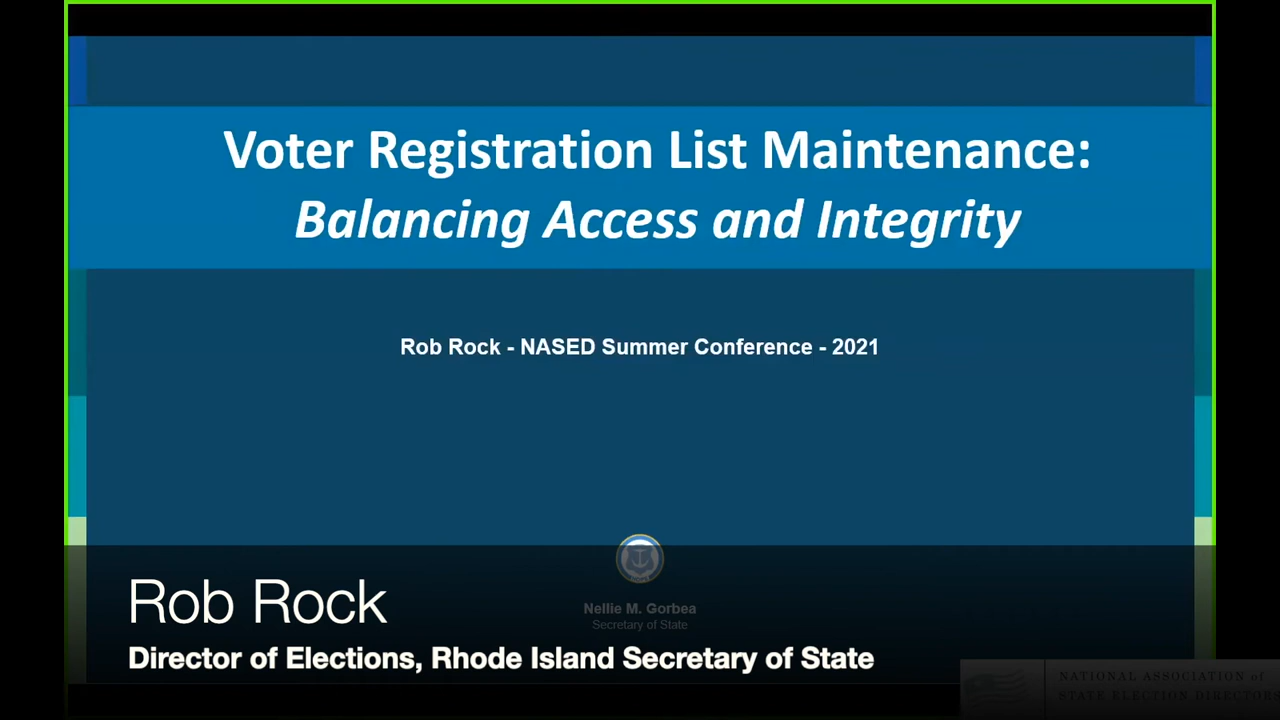 Voter Registration List Maintenance:
Balancing Access and Integrity
Rob Rock - NASED Summer Conference - 2021
Nellie M. Gorbea
Secretary of State
Rob Rock
Director of Elections, Rhode Island Secretary of State
NATIONAL ASSOCIATION of
STATE ELECTION DIRECTORS